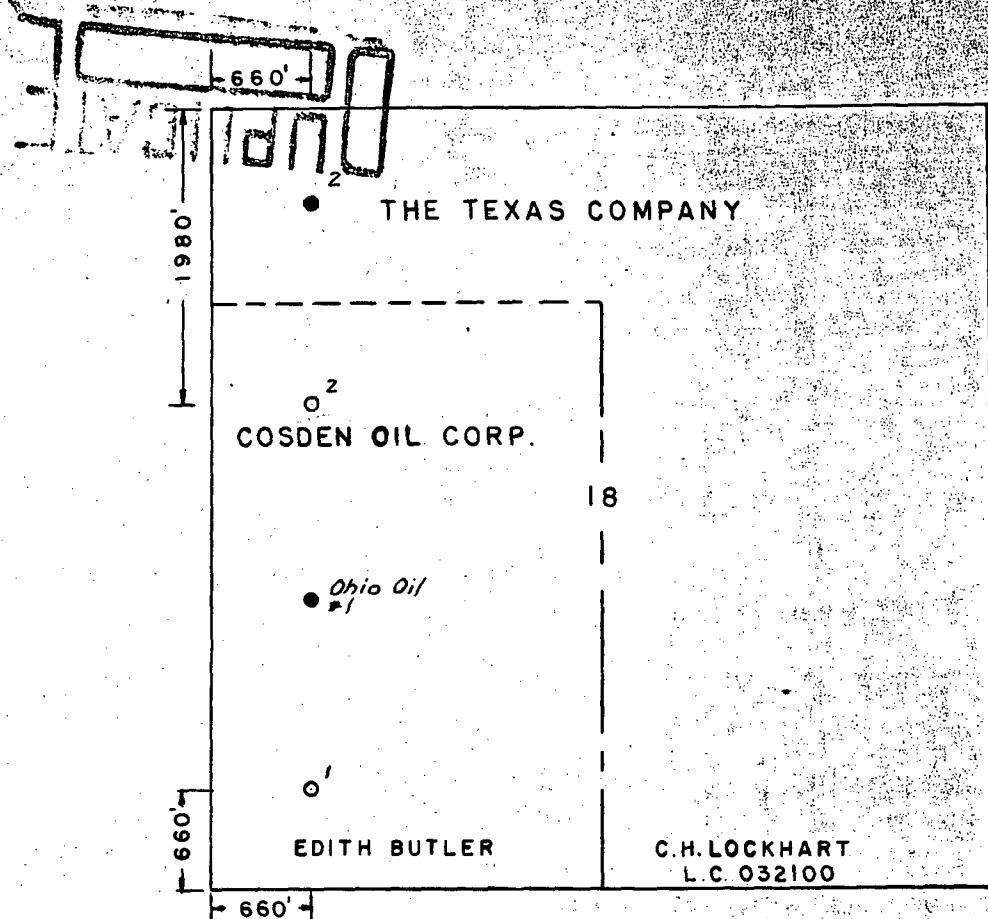 660'
DUPLICATE
1980'
2
THE TEXAS COMPANY
2
COSDEN OIL CORP.
18
Ohio Oil
#1
1
660'
EDITH BUTLER
C.H. LOCKHART
L.C. 032100
660'